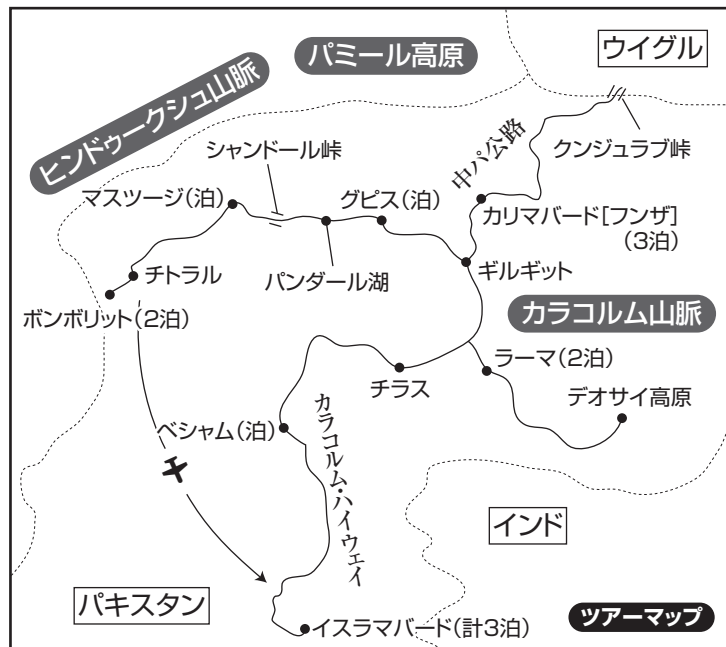 パミール高原
ウイグル
ヒンドゥークシュ山脈
シャンドール峠
中パ公路
クンジュラブ峠
マスツージ(泊)
グピス(泊)
カリマバード[フンザ]
(3泊)
チトラル
パンダール湖
ギルギット
ボンボリット(2泊)
カラコルム山脈
ラーマ(2泊)
チラス
デオサイ高原
ベシャム(泊)
カラコルム・ハイウェイ
インド
パキスタン
イスラマバード(計3泊)
ツアーマップ